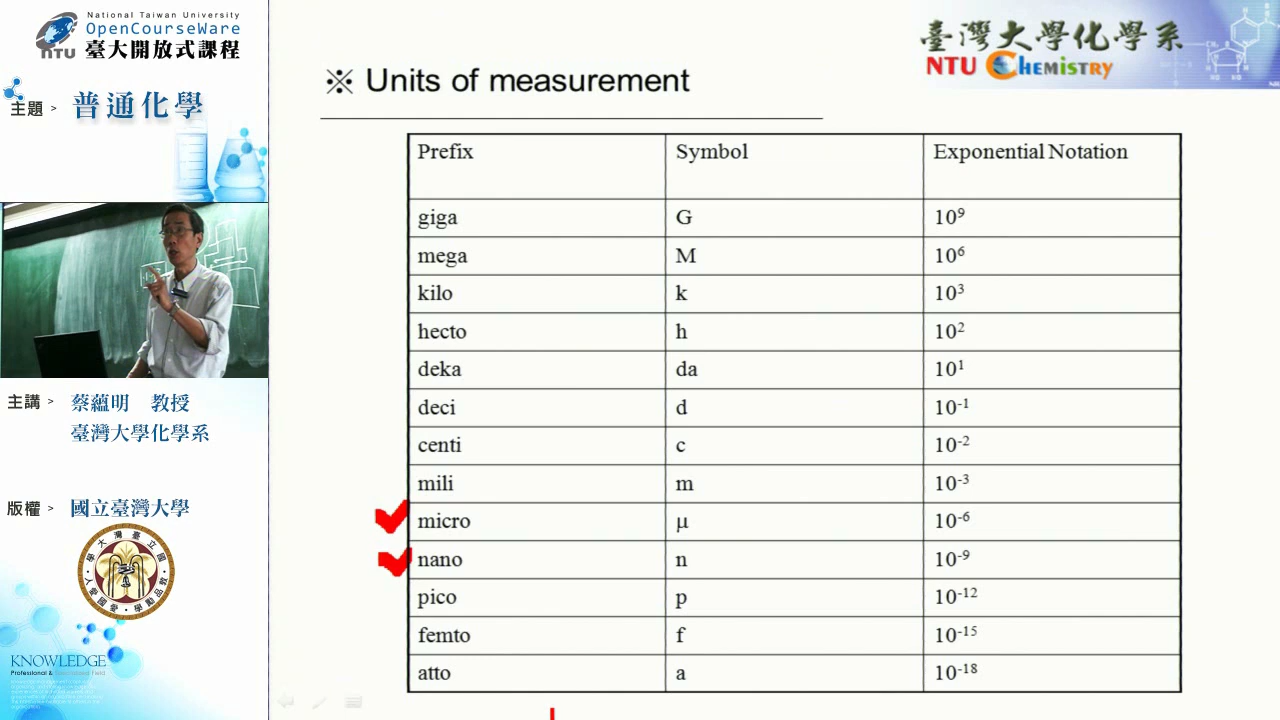 National Taiwan University
OpenCourseWare
NTU 臺大開放式課程
主題 > 普通化學
主講 > 蔡蘊明 教授
臺灣大學化學系
版權 > 國立臺灣大學
KNOWLEDGE
臺灣大學化學系
NTU Chemistry
※ Units of measurement
Prefix Symbol Exponential Notation
giga G 10⁹
mega M 10⁶
kilo k 10³
hecto h 10²
deka da 10¹
deci d 10⁻¹
centi c 10⁻²
mili m 10⁻³
micro μ 10⁻⁶
nano n 10⁻⁹
pico p 10⁻¹²
femto f 10⁻¹⁵
atto a 10⁻¹⁸